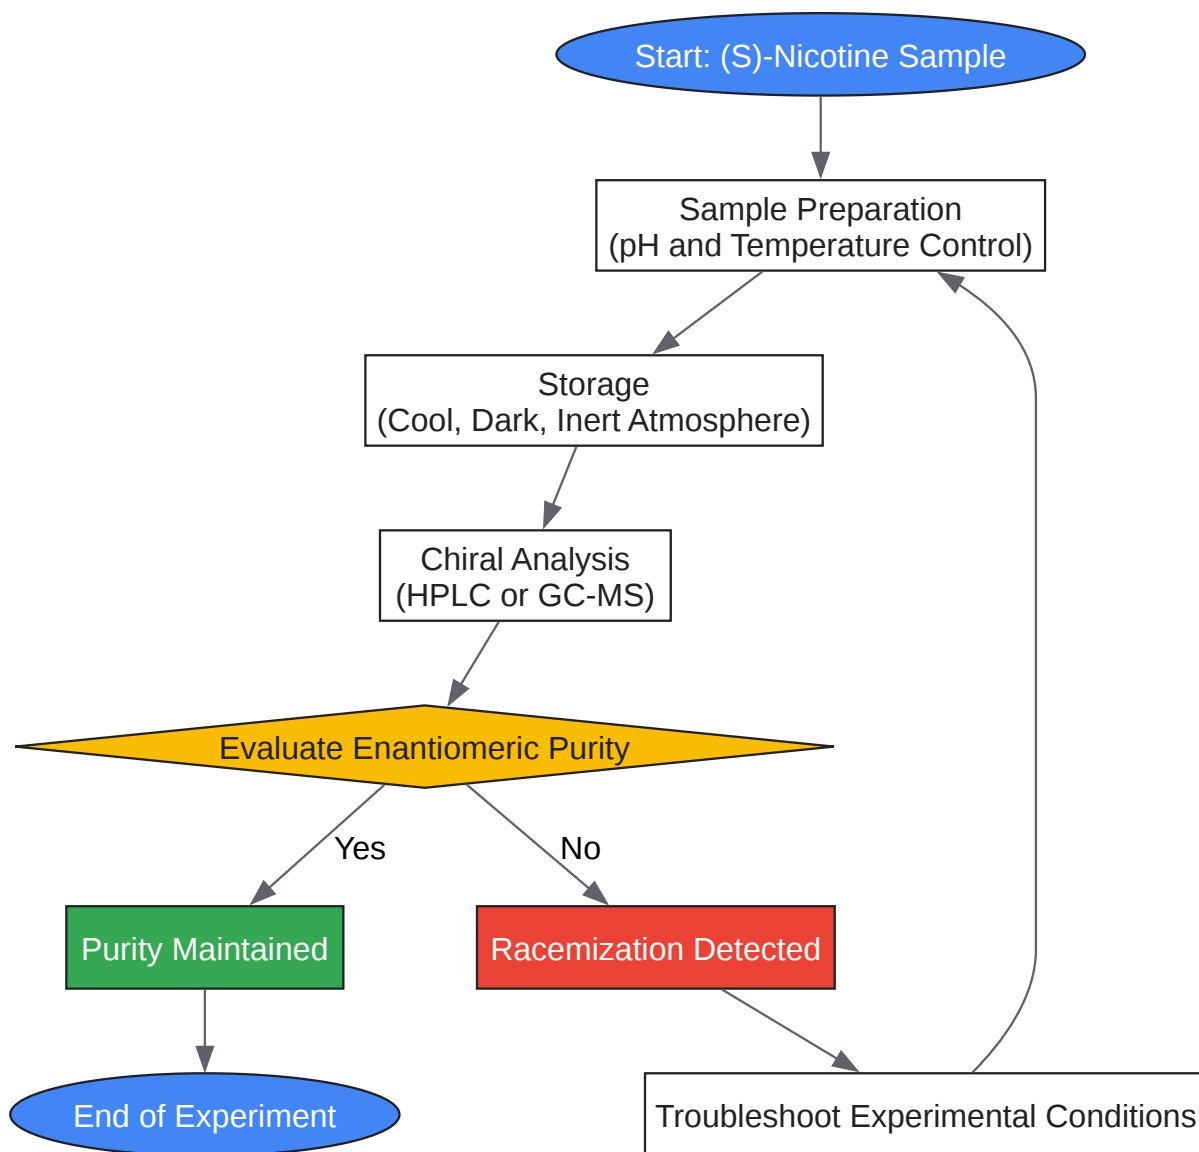 Start: (S)-Nicotine Sample
Sample Preparation
(pH and Temperature Control)
Storage
(Cool, Dark, Inert Atmosphere)
Chiral Analysis
(HPLC or GC-MS)
Evaluate Enantiomeric Purity
Yes
No
Purity Maintained
Racemization Detected
End of Experiment
Troubleshoot Experimental Conditions